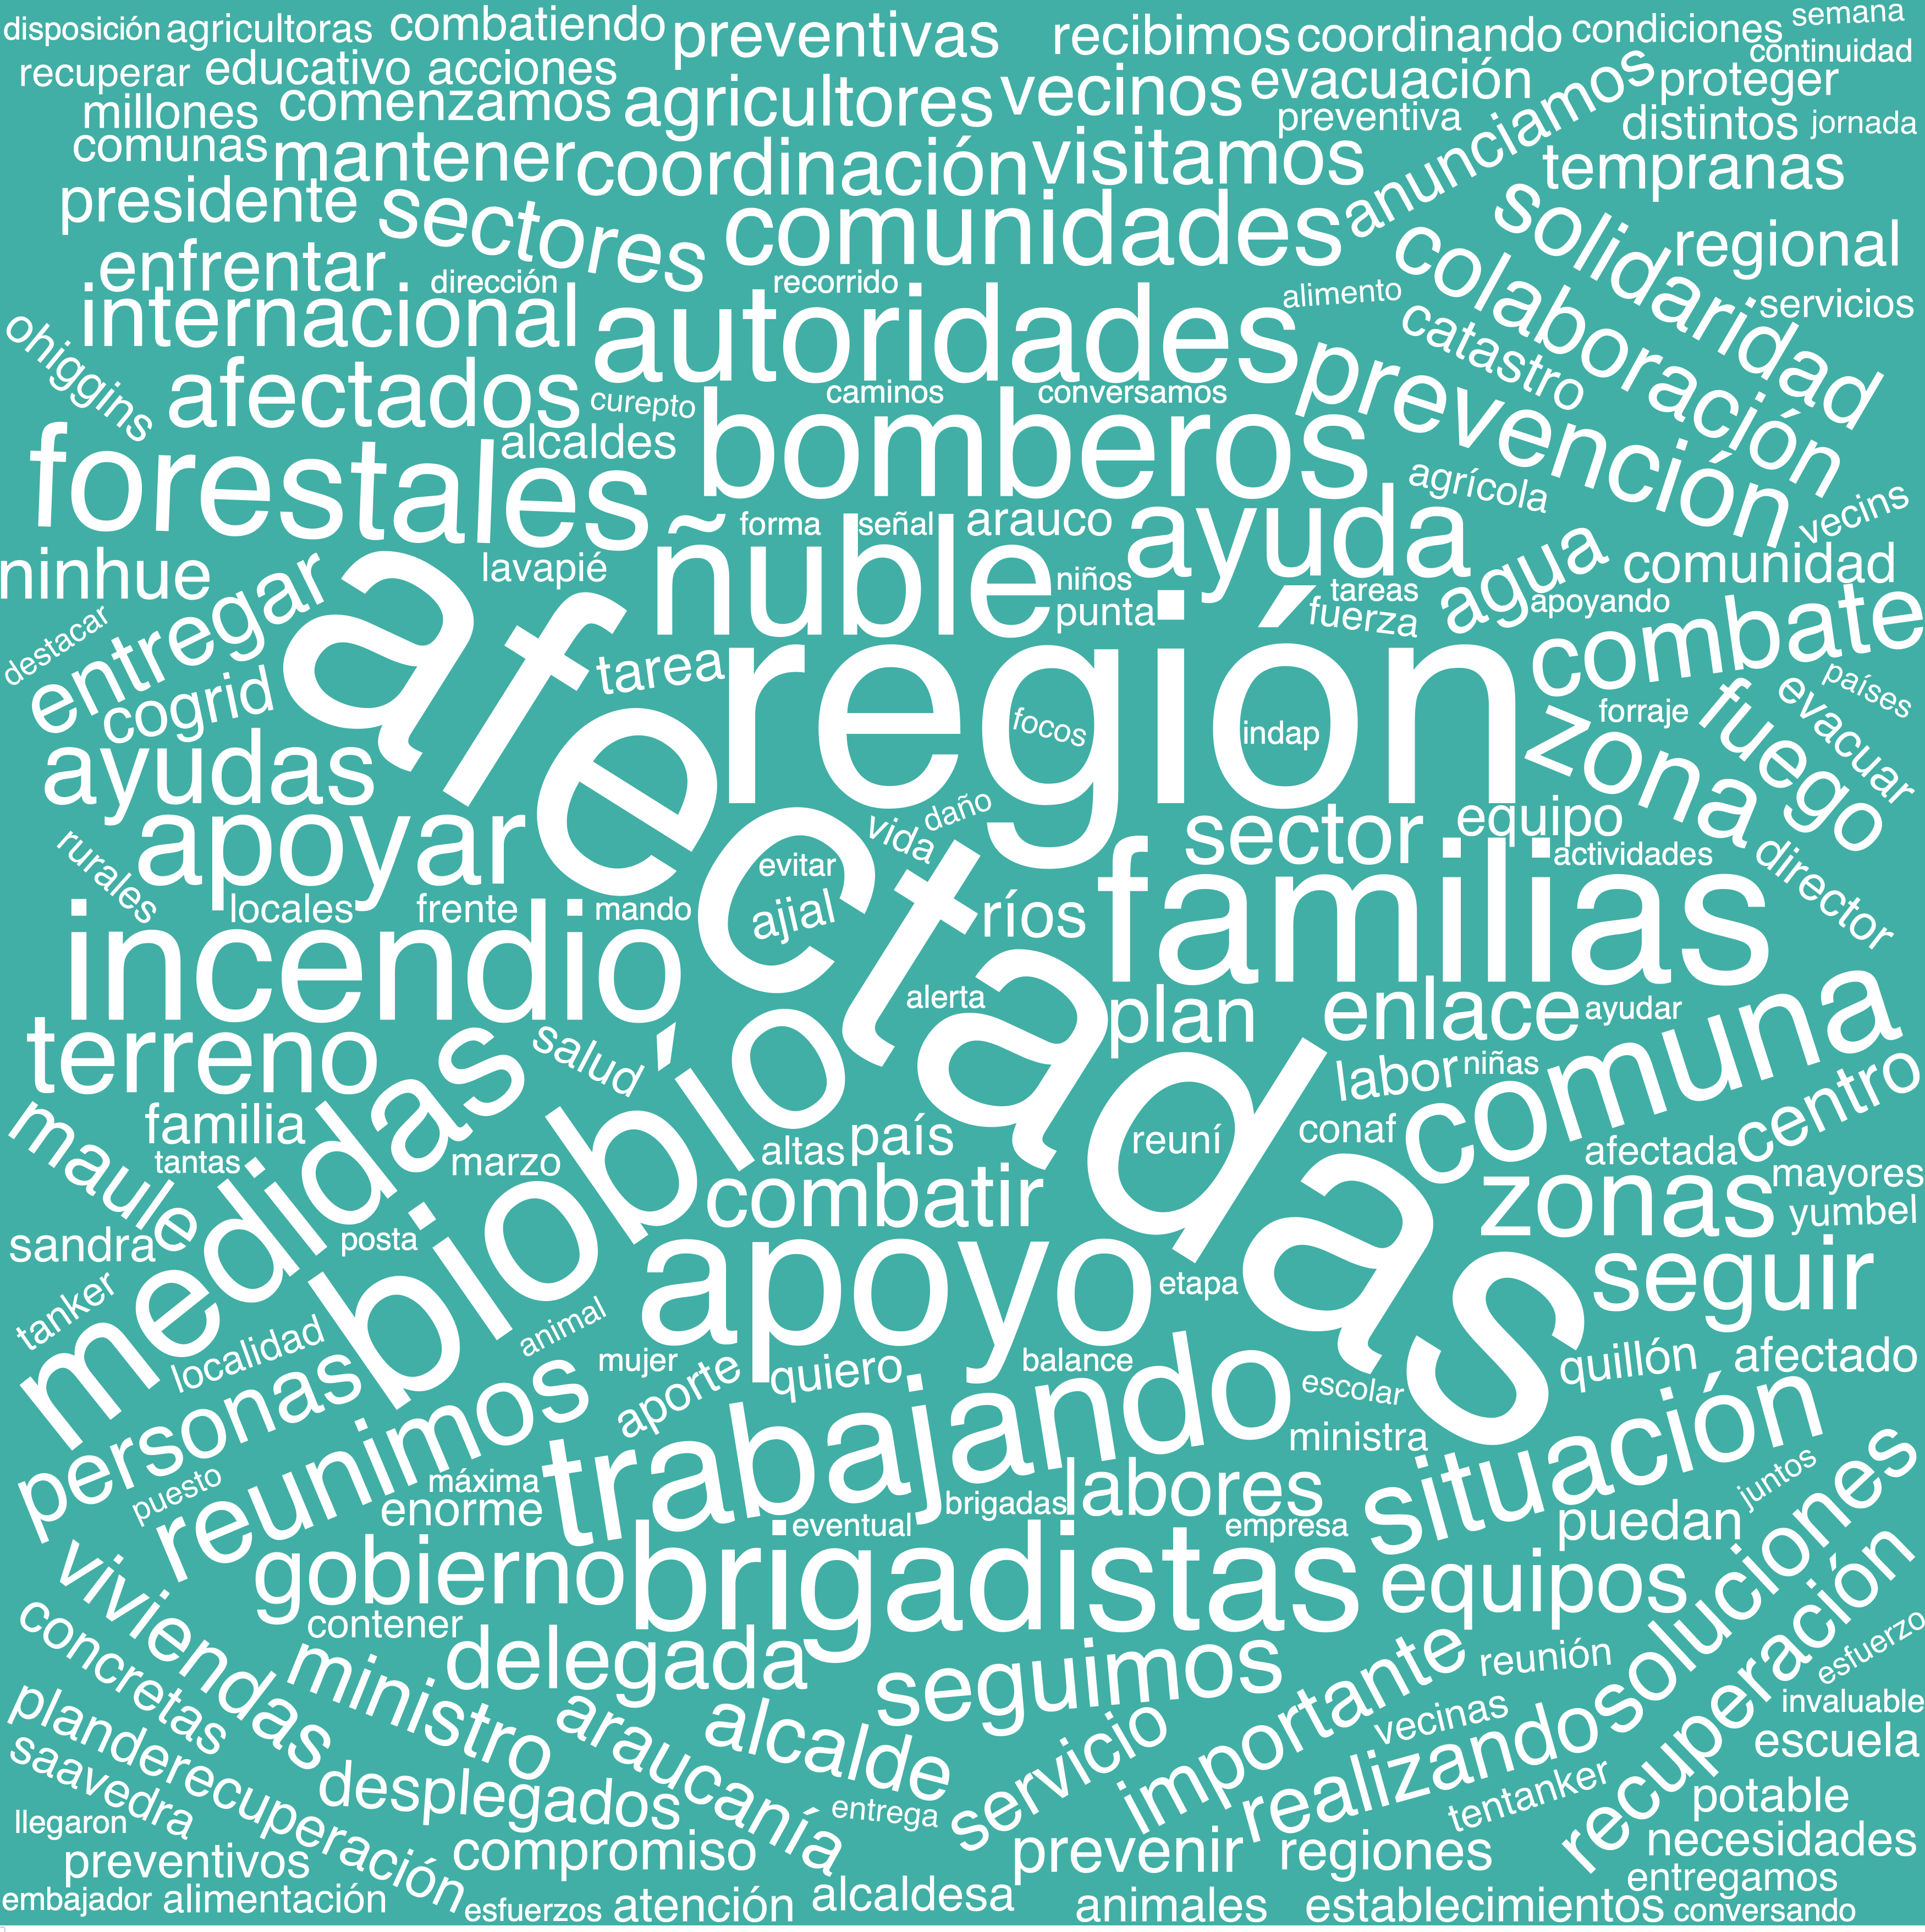 disposición agricultoras combatiendo preventivas recibimos coordinando condiciones semana
recuperar educativo acciones continuidad
millones comenzamos agricultores vecinos evacuación proteger
preventiva distintos jornada
comunas mantener coordinación visitamos anunciamos tempranas
presidente sectores comunidades solidaridad regional
enfrentar dirección recorrido colaboración
internacional autoridades alimento servicios
ohiggins afectados curepto caminos conversamos catastro prevención
forestales alcaldes bomberos agrícola
ninhue lavapié ñuble forma señal arauco ayuda vecins
niños punta tareas fuerza agua comunidad apoyando
destacar entregar afectadas tarea región combate países
cogrid focos indap zona forraje fuego evacuar
ayudas
apoyar vida daño sector equipo
rurales locales frente mando evitar ajial ríos familias actividades director
incendio
terreno salud alerta plan enlace ayudar comuna
labor niñas centro
maule familia tantas medidas biobío marzo altas país reuní conaf afectada
combatir zonas mayores
sandra posta yumbel
tanker localidad animal apoyo etapa seguir
personas mujer aporte quiero balance escolar quillón afectado
puesto reunimos máxima trabajando ministra situación
enorme brigadas labores puedan juntos
gobierno eventual empresa
viviendas brigadistas equipos soluciones
concretas contener delegada
ministro seguimos importante reunión recuperación esfuerzo
planderecuperación araucanía alcalde servicio vecinas invaluable
saavedra desplegados realizando escuela
llegaron entrega tentanker potable
preventivos compromiso prevenir regiones necesidades
entregamos
embajador alimentación esfuerzos atención alcaldesa animales establecimientos conversando